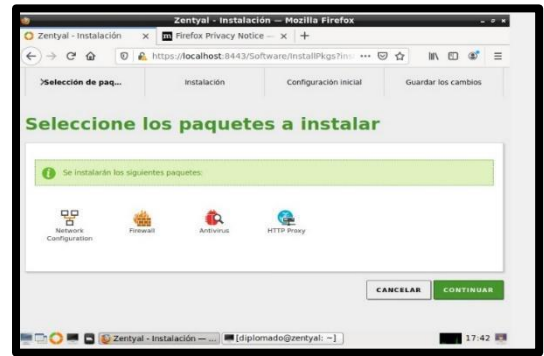 Zentyal - Instalación — Mozilla Firefox
Zentyal - Instalación
Firefox Privacy Notice —
https://localhost:8443/Software/InstallPkgs?ins
Selección de paq...
Instalación
Configuración inicial
Guardar los cambios
Seleccione los paquetes a instalar
Se instalarán los siguientes paquetes:
Network Configuration
Firewall
Antivirus
HTTP Proxy
CANCELAR
CONTINUAR
Zentyal - Instalación — ...
[diplomado@zentyal: ~]
17:42